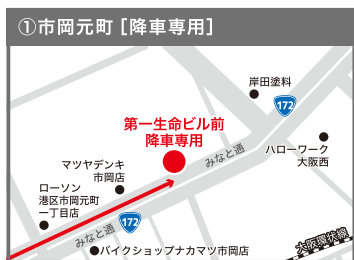 ①市岡元町［降車専用］
岸田塗料
172
第一生命ビル前
降車専用
みなと通
ハローワーク
大阪西
マツヤデンキ
市岡店
ローソン
港区市岡元町
一丁目店
172
みなと通
バイクショップナカマツ市岡店
大阪環状線